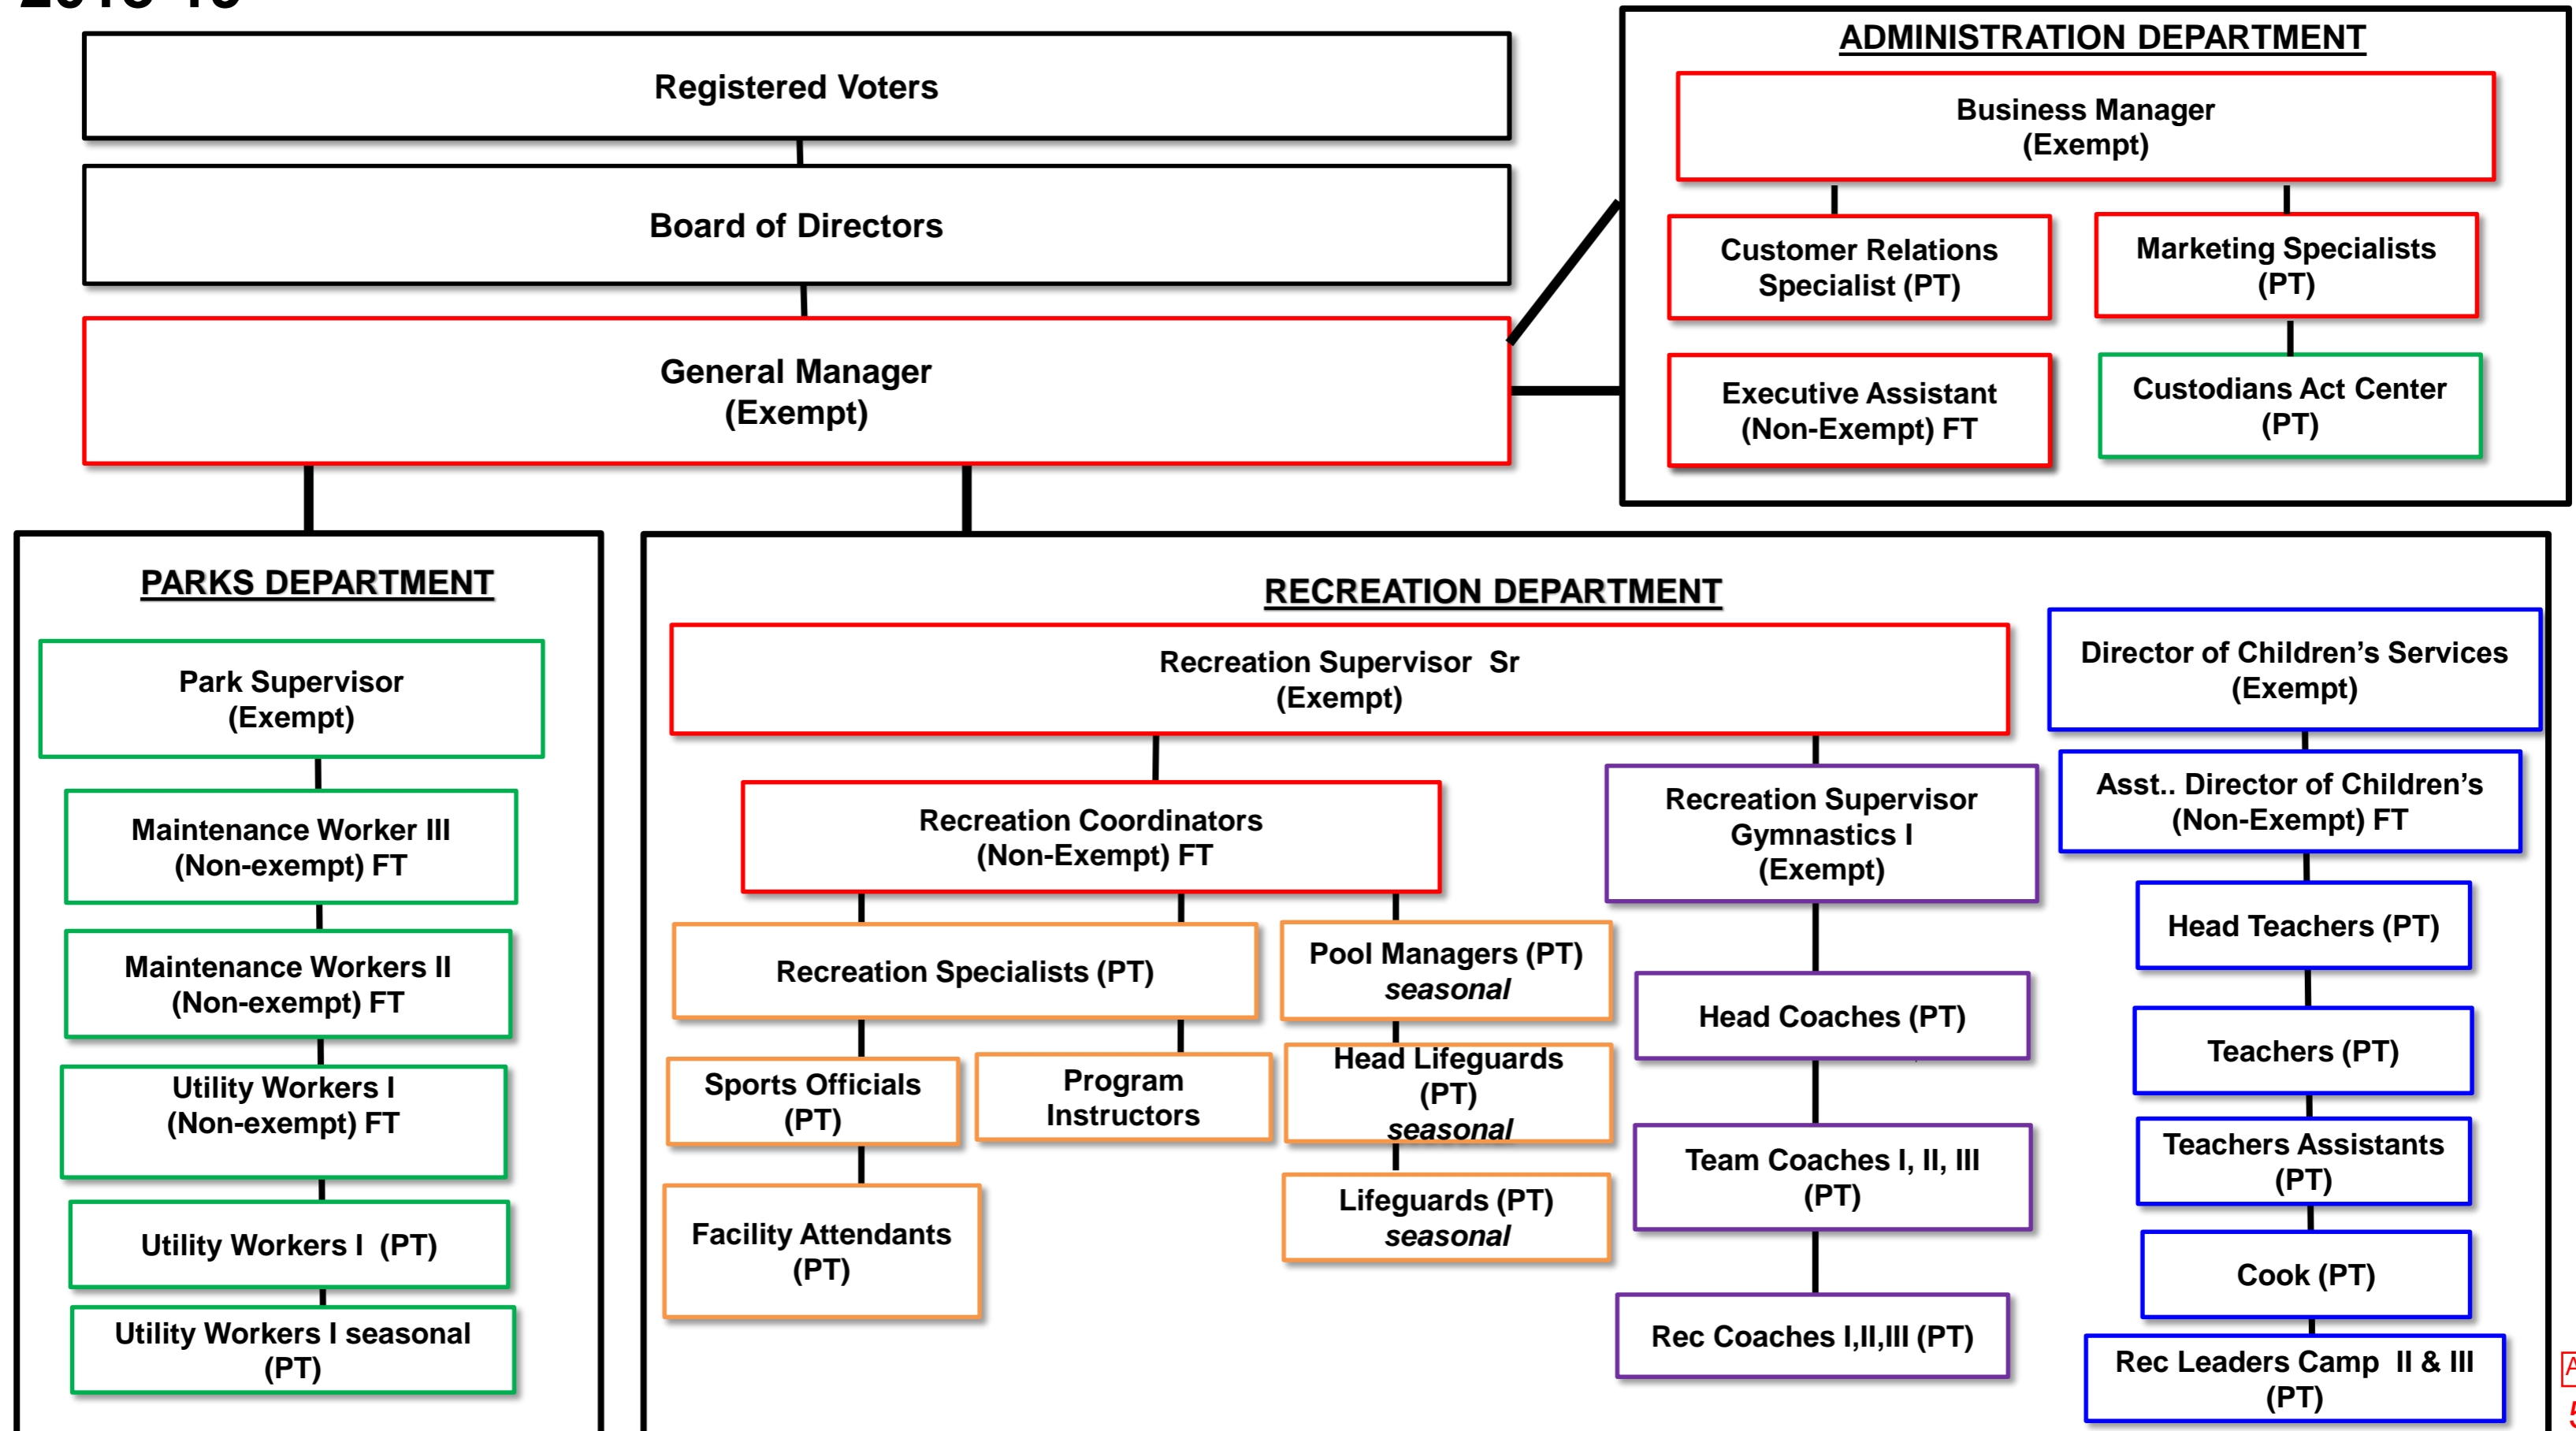 Registered Voters
Board of Directors
General Manager
(Exempt)
ADMINISTRATION DEPARTMENT
Business Manager
(Exempt)
Customer Relations
Specialist (PT)
Marketing Specialists
(PT)
Executive Assistant
(Non-Exempt) FT
Custodians Act Center
(PT)
PARKS DEPARTMENT
Park Supervisor
(Exempt)
Maintenance Worker III
(Non-exempt) FT
Maintenance Workers II
(Non-exempt) FT
Utility Workers I
(Non-exempt) FT
Utility Workers I  (PT)
Utility Workers I seasonal
(PT)
RECREATION DEPARTMENT
Recreation Supervisor  Sr
(Exempt)
Recreation Coordinators
(Non-Exempt) FT
Recreation Specialists (PT)
Sports Officials
(PT)
Program
Instructors
Facility Attendants
(PT)
Pool Managers (PT)
seasonal
Head Lifeguards
(PT)
seasonal
Lifeguards (PT)
seasonal
Recreation Supervisor
Gymnastics I
(Exempt)
Head Coaches (PT)
Team Coaches I, II, III
(PT)
Rec Coaches I,II,III (PT)
Director of Children’s Services
(Exempt)
Asst.. Director of Children’s
(Non-Exempt) FT
Head Teachers (PT)
Teachers (PT)
Teachers Assistants
(PT)
Cook (PT)
Rec Leaders Camp  II & III
(PT)